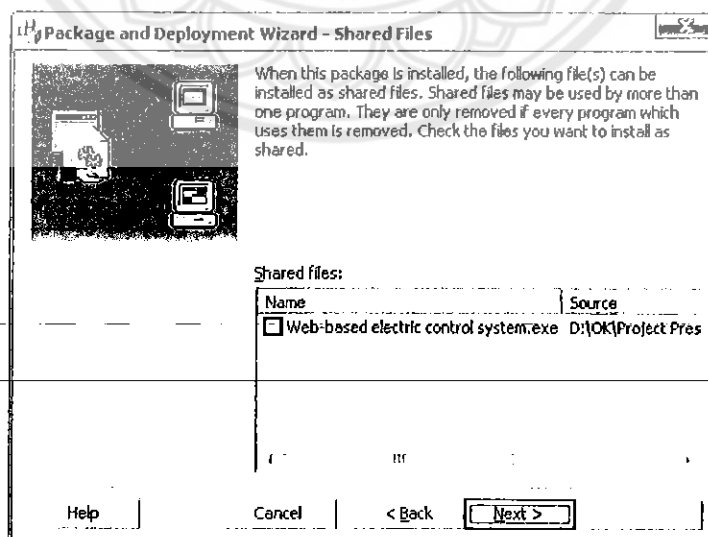 Package and Deployment Wizard - Shared Files
When this package is installed, the following file(s) can be
installed as shared files. Shared files may be used by more than
one program. They are only removed if every program which
uses them is removed. Check the files you want to install as
shared.
Shared files:
Name Source
Web-based electric control system.exe D:\OK\Project Pres
Help Cancel < Back Next >